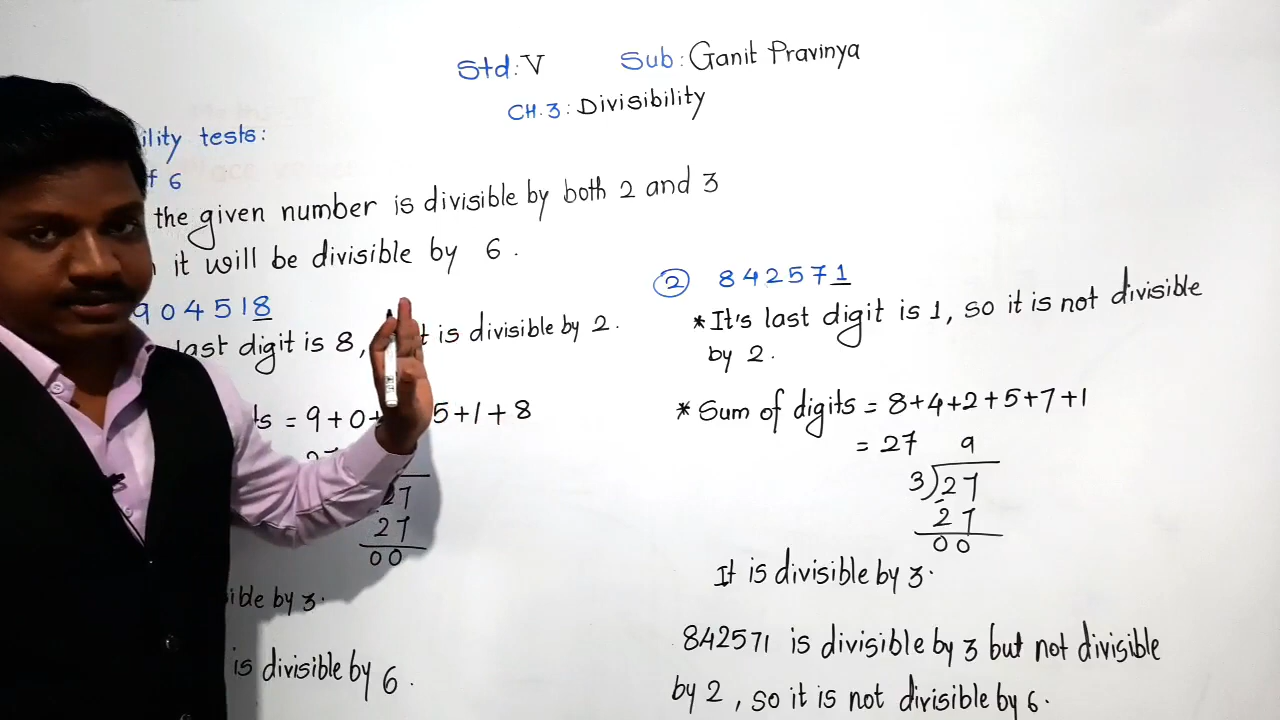 Std: V Sub: Ganit Pravinya
CH. 3: Divisibility
ility tests:
f 6
the given number is divisible by both 2 and 3
it will be divisible by 6.
904518
last digit is 8, it is divisible by 2.
ts = 9+0+ 5+1+8
27
27
27
00
ible by 3.
is divisible by 6.
② 842571
* It's last digit is 1, so it is not divisible
by 2.
* Sum of digits = 8+4+2+5+7+1
= 27 9
3)27
27
00
It is divisible by 3.
842571 is divisible by 3 but not divisible
by 2, so it is not divisible by 6.